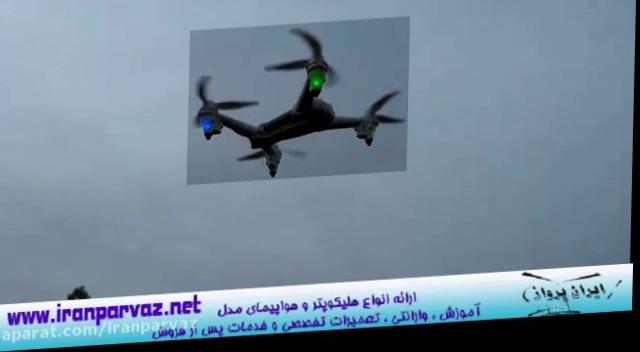 ایران پرواز
ارائه انواع هلیکوپتر و هواپیمای مدل
www.iranparvaz.net
آموزش ، وارانتی ، تعمیرات تخصصی و خدمات پس از فروش
aparat.com/iranparvaz